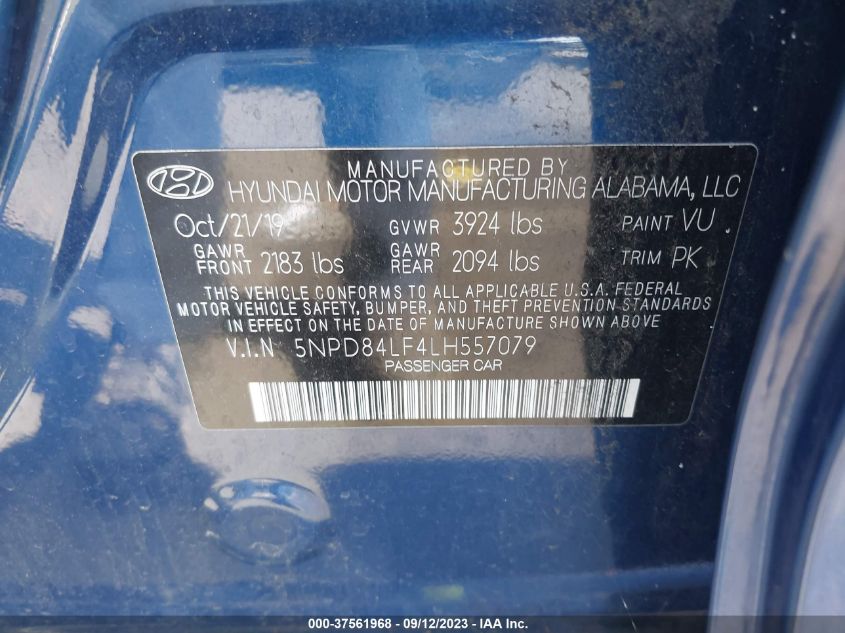 MANUFACTURED BY
HYUNDAI MOTOR MANUFACTURING ALABAMA, LLC
Oct/21/19 GVWR 3924 lbs PAINT VU
GAWR FRONT 2183 lbs GAWR REAR 2094 lbs TRIM PK
THIS VEHICLE CONFORMS TO ALL APPLICABLE U.S.A. FEDERAL
MOTOR VEHICLE SAFETY, BUMPER, AND THEFT PREVENTION STANDARDS
IN EFFECT ON THE DATE OF MANUFACTURE SHOWN ABOVE
V.I.N 5NPD84LF4LH557079
PASSENGER CAR
000-37561968 - 09/12/2023 - IAA Inc.